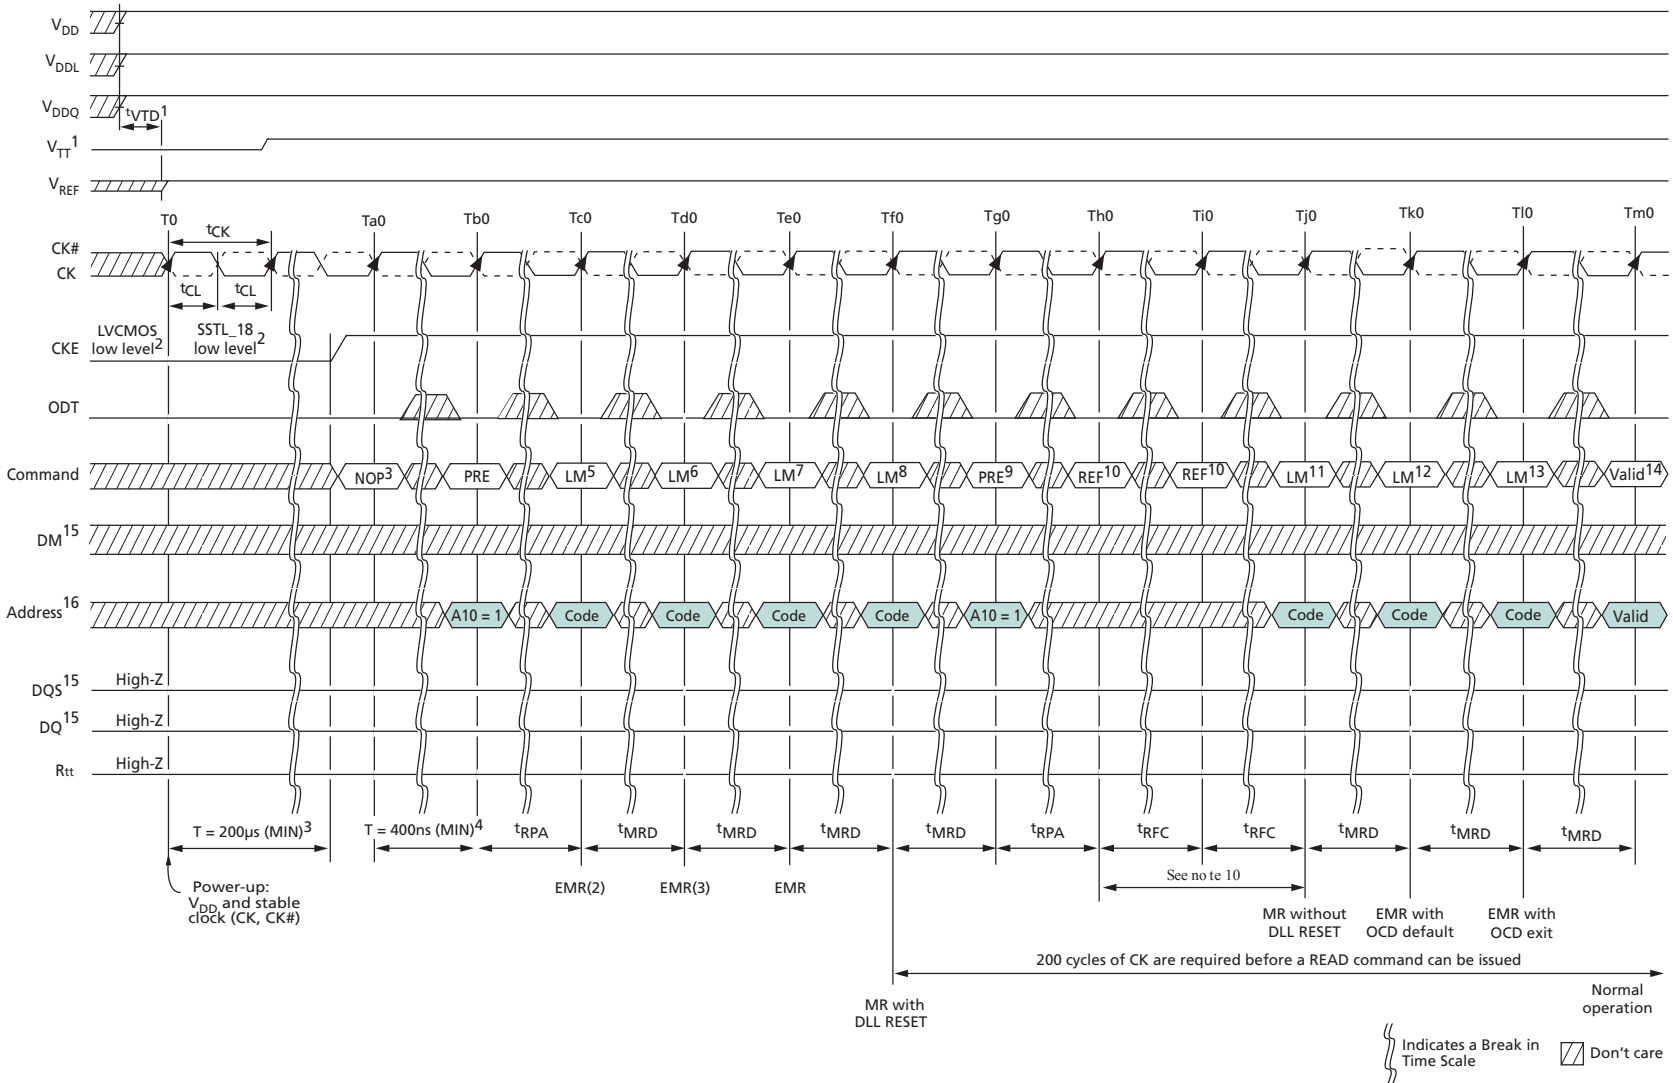 VDD
VDDL
VDDQ
tVTD1
VTT1
VREF
T0 Ta0 Tb0 Tc0 Td0 Te0 Tf0 Tg0 Th0 Ti0 Tj0 Tk0 Tl0 Tm0
tCK
CK#
CK
tCL tCL
LVCMOS low level2
SSTL_18 low level2
CKE
ODT
Command NOP3 PRE LM5 LM6 LM7 LM8 PRE9 REF10 REF10 LM11 LM12 LM13 Valid14
DM15
Address16 A10 = 1 Code Code Code Code A10 = 1 Code Code Code Valid
DQS15 High-Z
DQ15 High-Z
Rtt High-Z
T = 200µs (MIN)3 T = 400ns (MIN)4 tRPA tMRD tMRD tMRD tMRD tRPA tRFC tRFC tMRD tMRD tMRD
Power-up:
VDD and stable
clock (CK, CK#)
EMR(2) EMR(3) EMR
See no te 10
MR without
DLL RESET
EMR with
OCD default
EMR with
OCD exit
200 cycles of CK are required before a READ command can be issued
MR with
DLL RESET
Normal
operation
Indicates a Break in
Time Scale
Don't care